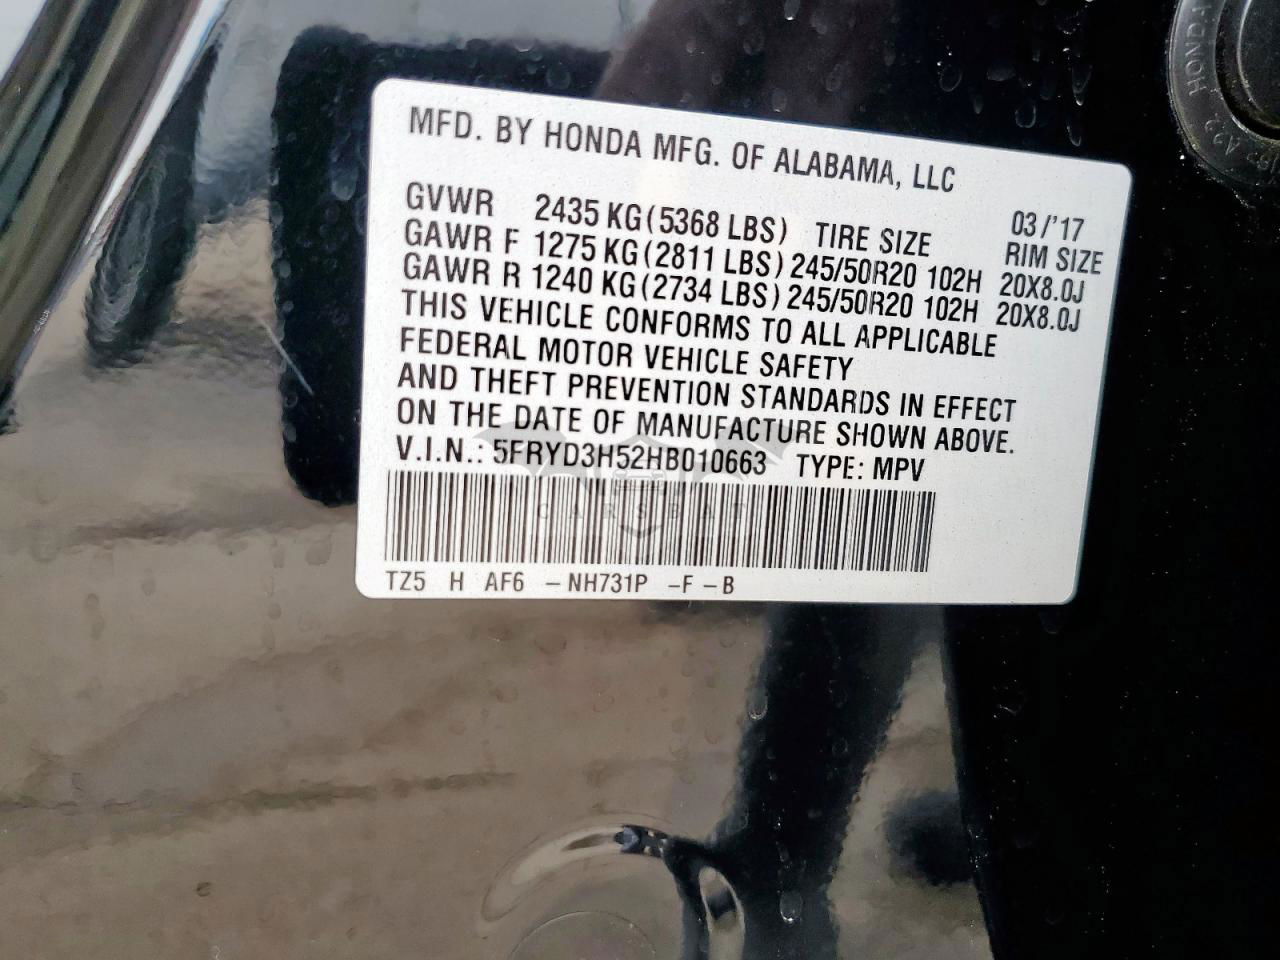 MFD. BY HONDA MFG. OF ALABAMA, LLC
03/'17
GVWR 2435 KG(5368 LBS) TIRE SIZE RIM SIZE
GAWR F 1275 KG(2811 LBS) 245/50R20 102H 20X8.0J
GAWR R 1240 KG(2734 LBS) 245/50R20 102H 20X8.0J
THIS VEHICLE CONFORMS TO ALL APPLICABLE
FEDERAL MOTOR VEHICLE SAFETY
AND THEFT PREVENTION STANDARDS IN EFFECT
ON THE DATE OF MANUFACTURE SHOWN ABOVE.
V.I.N.: 5FRYD3H52HB010663 TYPE: MPV
CARSBAT
TZ5 H AF6 -NH731P -F-B
HONDA